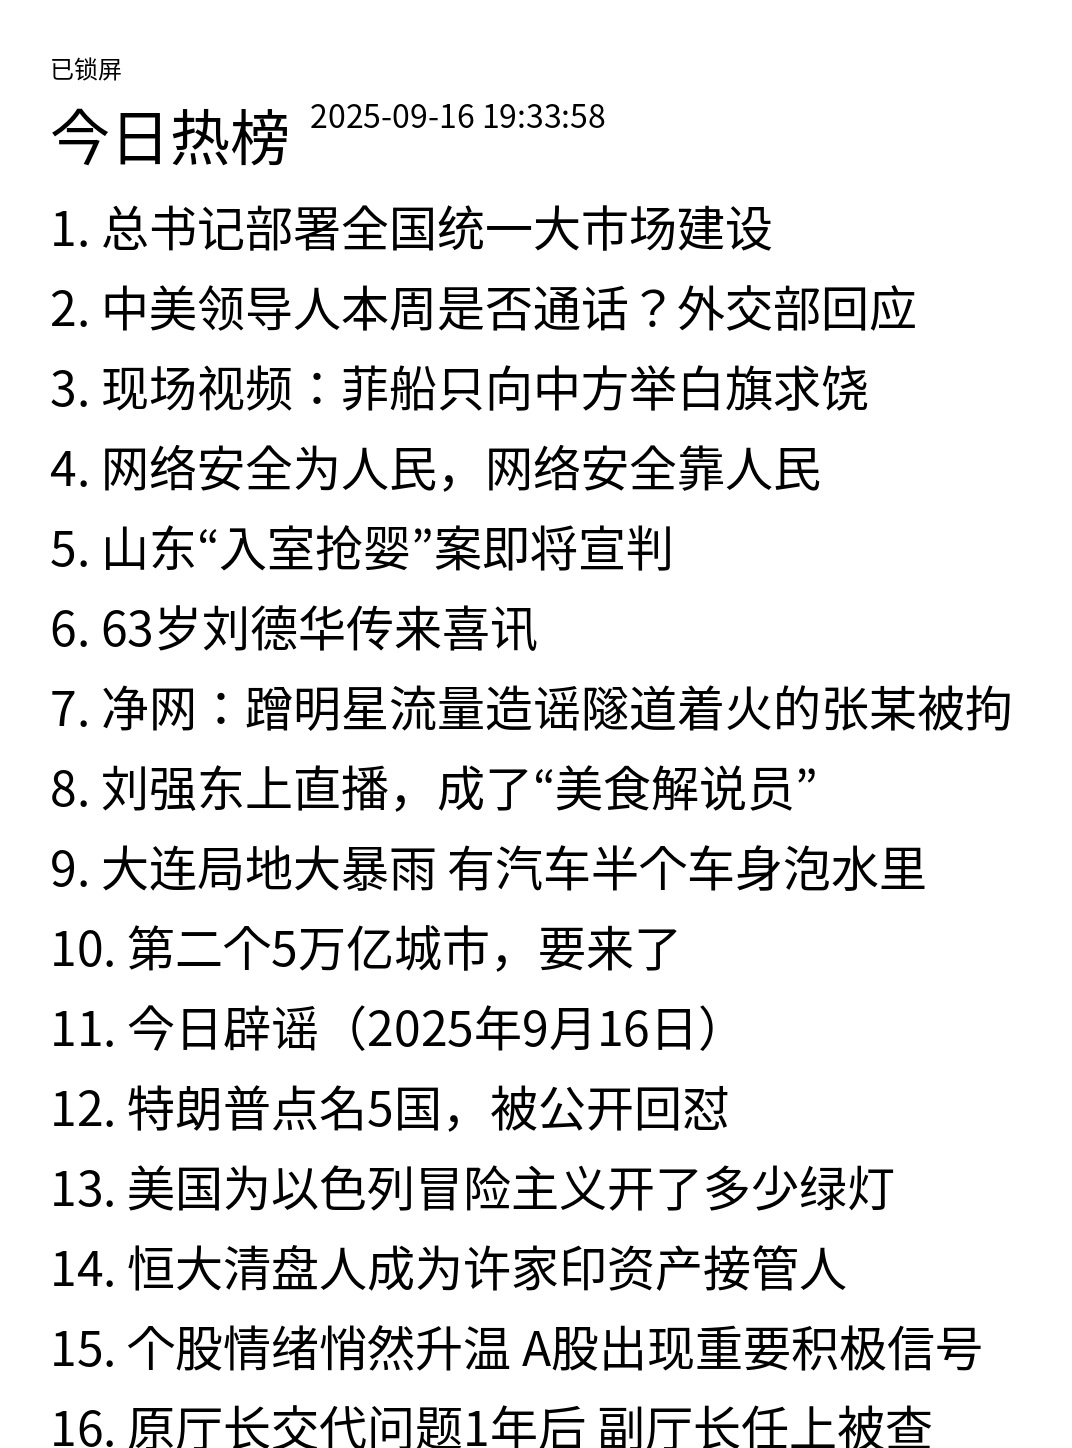 已锁屏
今日热榜 2025-09-16 19:33:58
1. 总书记部署全国统一大市场建设
2. 中美领导人本周是否通话？外交部回应
3. 现场视频：菲船只向中方举白旗求饶
4. 网络安全为人民，网络安全靠人民
5. 山东“入室抢婴”案即将宣判
6. 63岁刘德华传来喜讯
7. 净网：蹭明星流量造谣隧道着火的张某被拘
8. 刘强东上直播，成了“美食解说员”
9. 大连局地大暴雨 有汽车半个车身泡水里
10. 第二个5万亿城市，要来了
11. 今日辟谣（2025年9月16日）
12. 特朗普点名5国，被公开回怼
13. 美国为以色列冒险主义开了多少绿灯
14. 恒大清盘人成为许家印资产接管人
15. 个股情绪悄然升温 A股出现重要积极信号
16. 原厅长交代问题1年后 副厅长任上被查